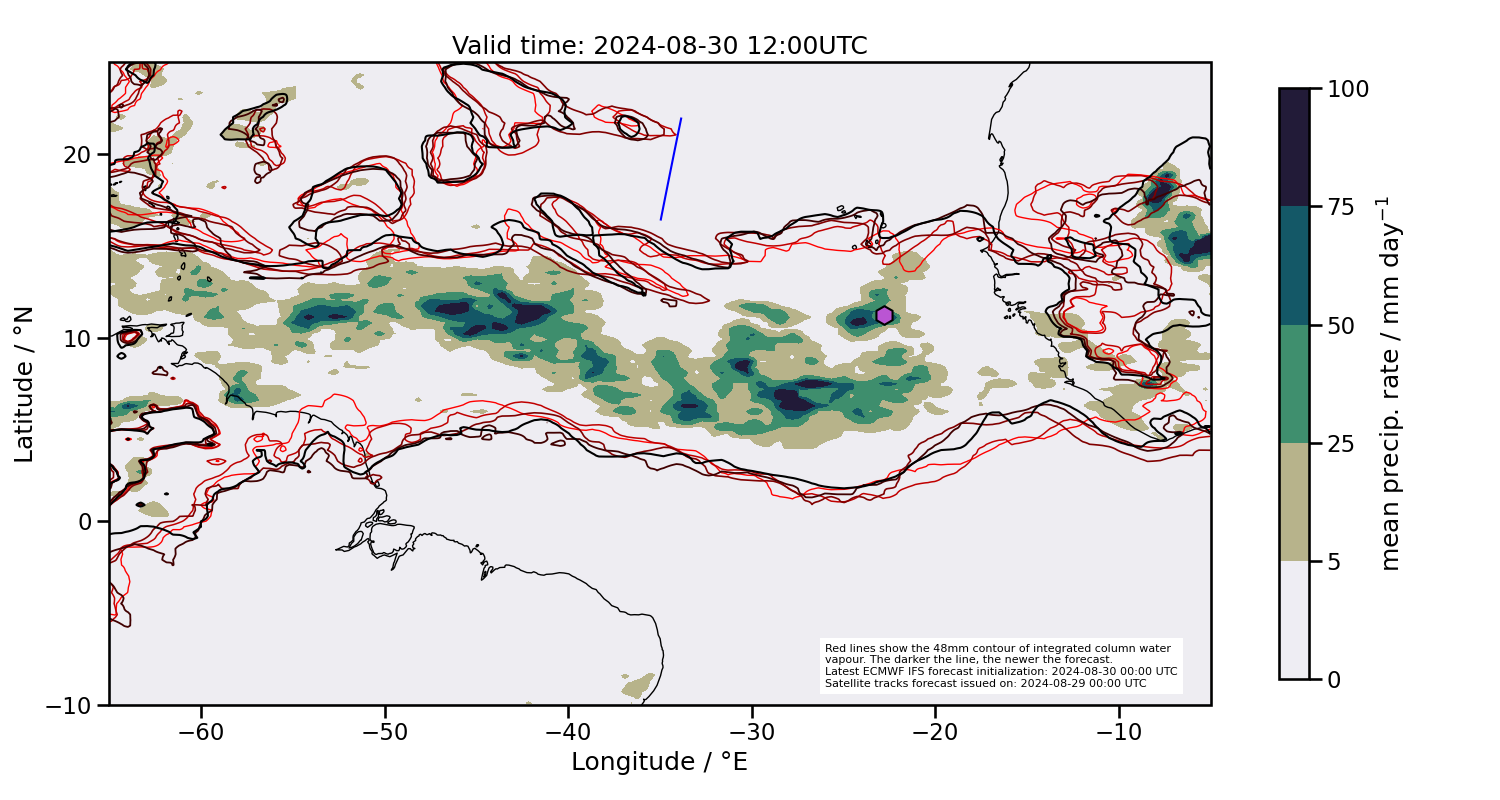 Valid time: 2024-08-30 12:00UTC
20
10
0
−10
Latitude / °N
−60
−50
−40
−30
−20
−10
Longitude / °E
Red lines show the 48mm contour of integrated column water
vapour. The darker the line, the newer the forecast.
Latest ECMWF IFS forecast initialization: 2024-08-30 00:00 UTC
Satellite tracks forecast issued on: 2024-08-29 00:00 UTC
100
75
50
25
5
0
mean precip. rate / mm day⁻¹